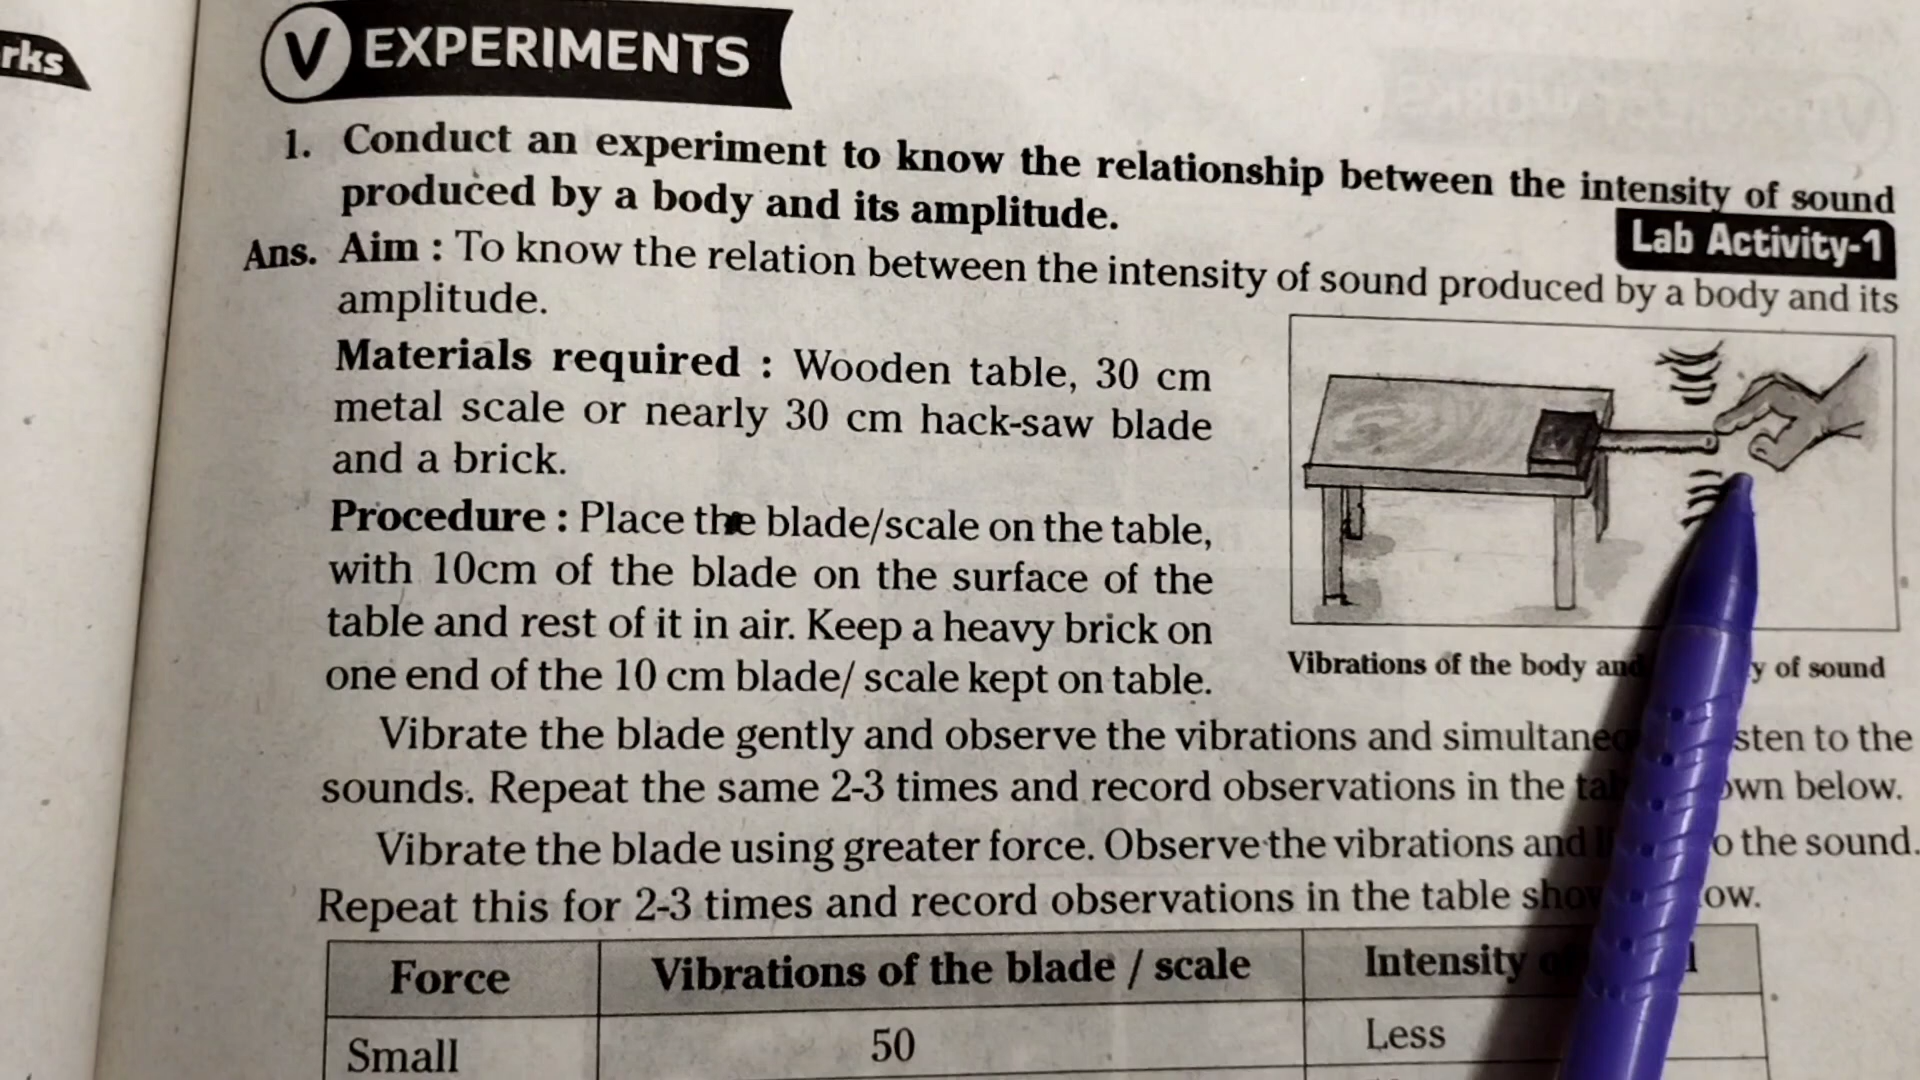 rks
V EXPERIMENTS
1. Conduct an experiment to know the relationship between the intensity of sound
produced by a body and its amplitude.
Lab Activity-1
Ans. Aim : To know the relation between the intensity of sound produced by a body and its
amplitude.
Materials required : Wooden table, 30 cm
metal scale or nearly 30 cm hack-saw blade
and a brick.
Procedure : Place the blade/scale on the table,
with 10cm of the blade on the surface of the
table and rest of it in air. Keep a heavy brick on
one end of the 10 cm blade/ scale kept on table.
Vibrations of the body and y of sound
Vibrate the blade gently and observe the vibrations and to the
sounds. Repeat the same 2-3 times and record observations in the below.
Vibrate the blade using greater force. Observe the vibrations and the sound.
Repeat this for 2-3 times and record observations in the table
Force Vibrations of the blade / scale Intensity
Small 50 Less